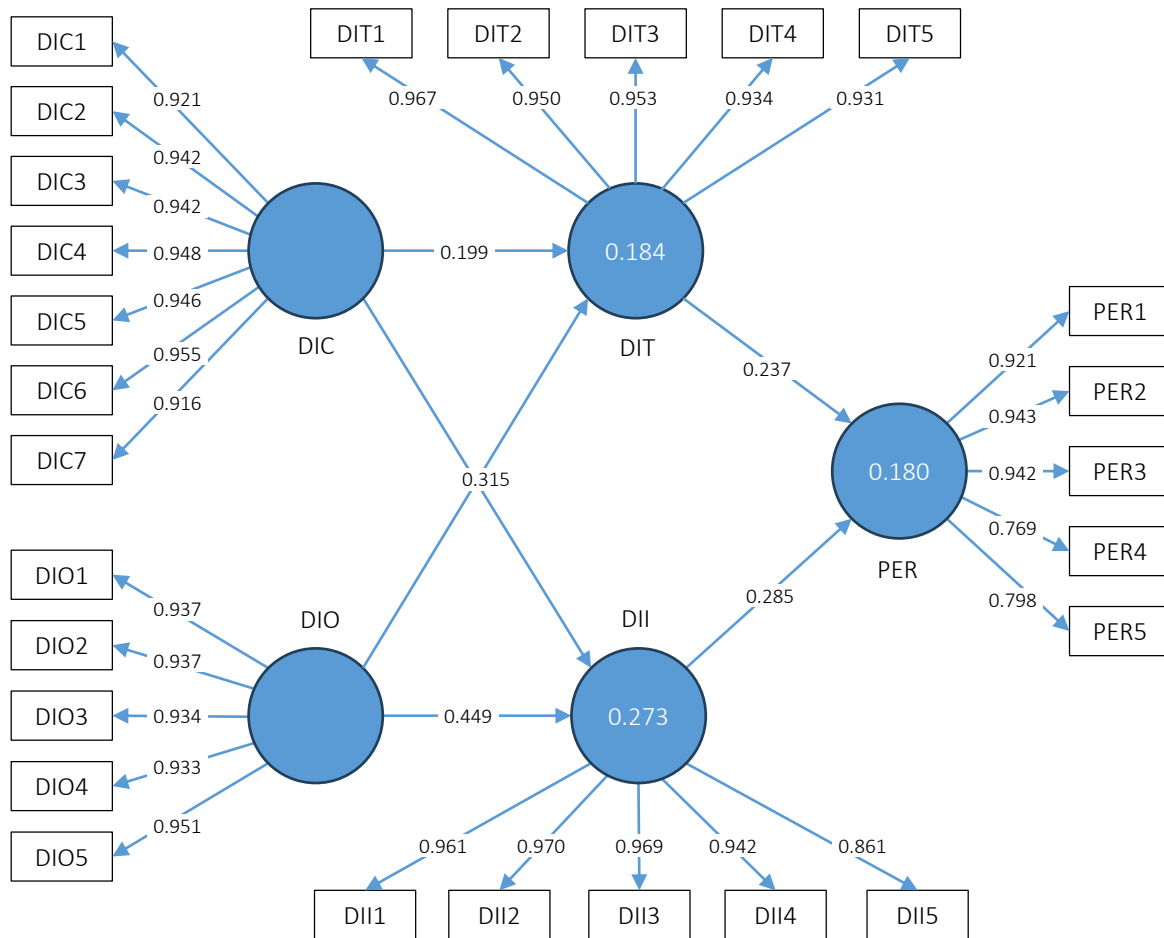 DIC1
DIC2
DIC3
DIC4
DIC5
DIC6
DIC7
0.921
0.942
0.942
0.948
0.946
0.955
0.916
DIC
DIT1
DIT2
DIT3
DIT4
DIT5
0.967
0.950
0.953
0.934
0.931
0.184
DIT
0.199
0.315
0.237
DIO1
DIO2
DIO3
DIO4
DIO5
0.937
0.937
0.934
0.933
0.951
DIO
0.449
DII
0.273
0.285
0.961
0.970
0.969
0.942
0.861
DII1
DII2
DII3
DII4
DII5
0.180
PER
0.921
0.943
0.942
0.769
0.798
PER1
PER2
PER3
PER4
PER5